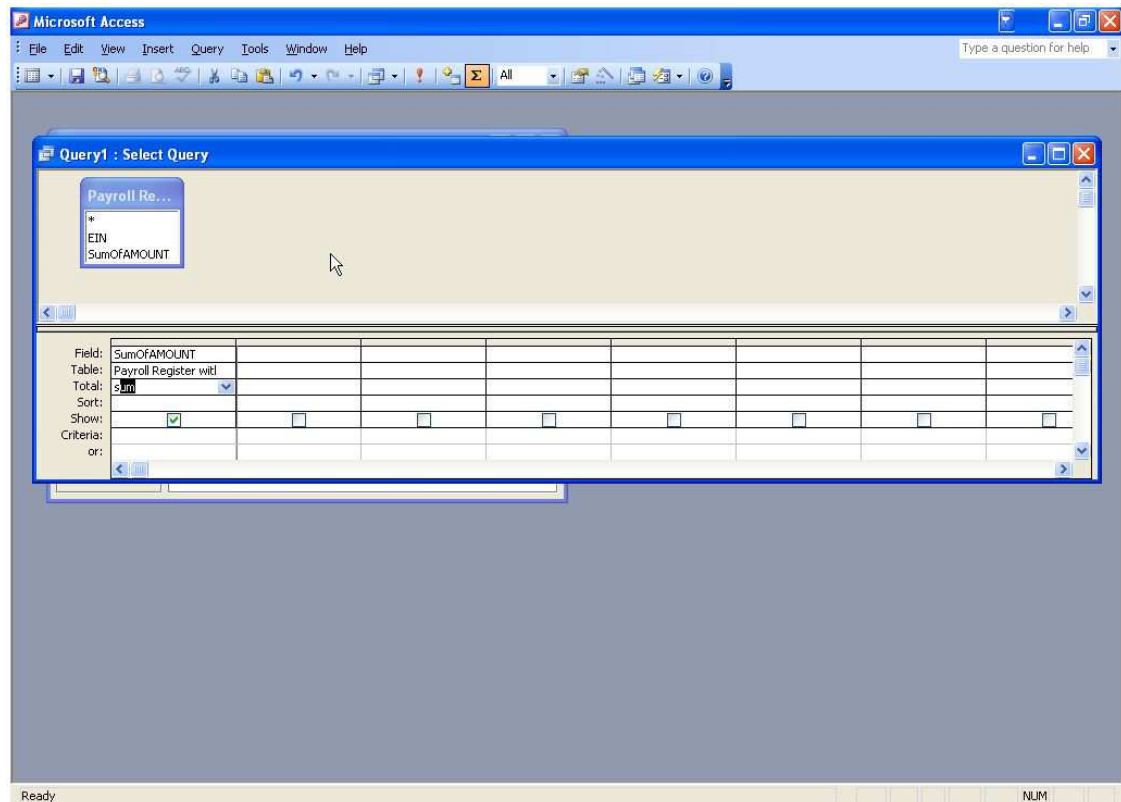 Microsoft Access
File Edit View Insert Query Tools Window Help
Type a question for help
All
Query1 : Select Query
Payroll Re...
*
EIN
SumOfAMOUNT
Field: SumOfAMOUNT
Table: Payroll Register witl
Total: sum
Sort:
Show:
Criteria:
or:
Ready
NUM